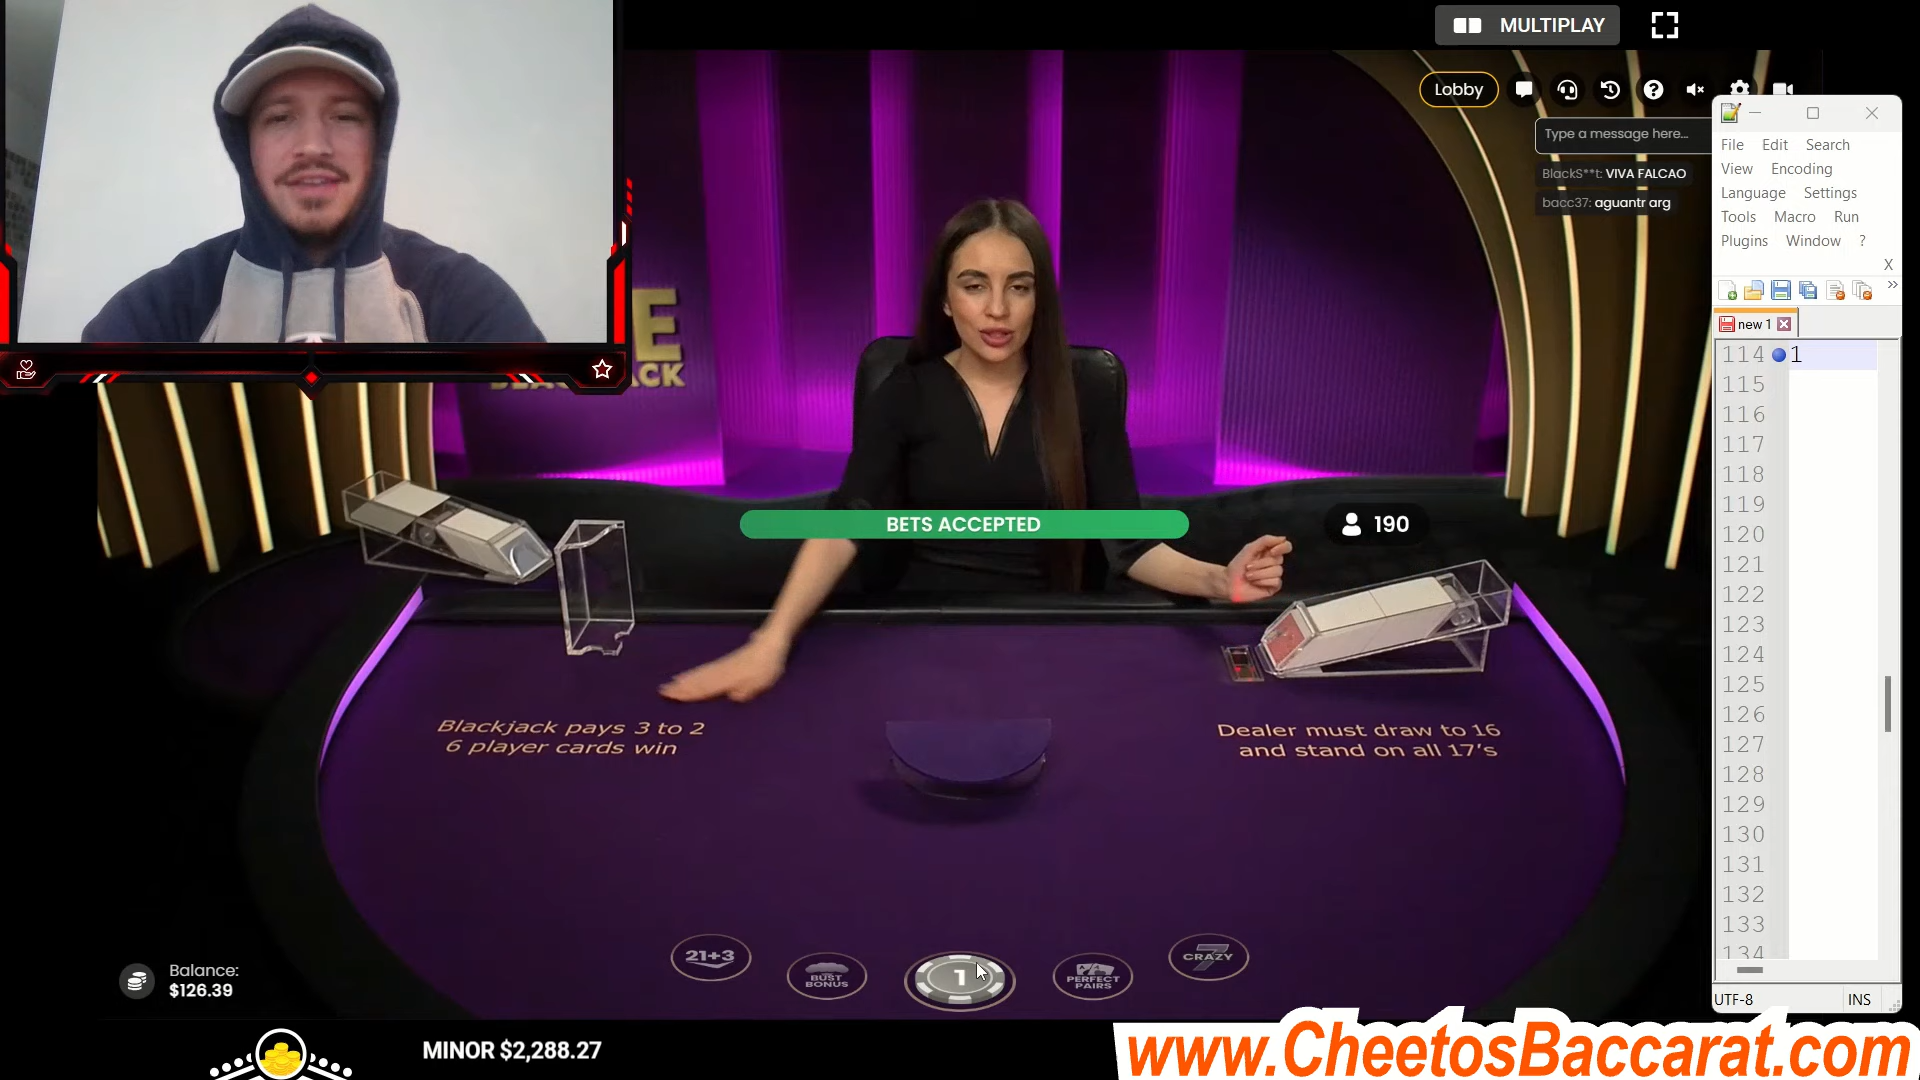 MULTIPLAY
Lobby
Type a message here...
BlackS**t: VIVA FALCAO
bacc37: aguantr arg
File Edit Search
View Encoding
Language Settings
Tools Macro Run
Plugins Window ?
X
new 1
114 1
115
116
117
118
119
120
121
122
123
124
125
126
127
128
129
130
131
132
133
134
UTF-8 INS
BETS ACCEPTED
190
Blackjack pays 3 to 2
6 player cards win
Dealer must draw to 16
and stand on all 17's
21+3
BUST
BONUS
1
PERFECT
PAIRS
7
CRAZY
Balance:
$126.39
MINOR $2,288.27
www.CheetosBaccarat.com